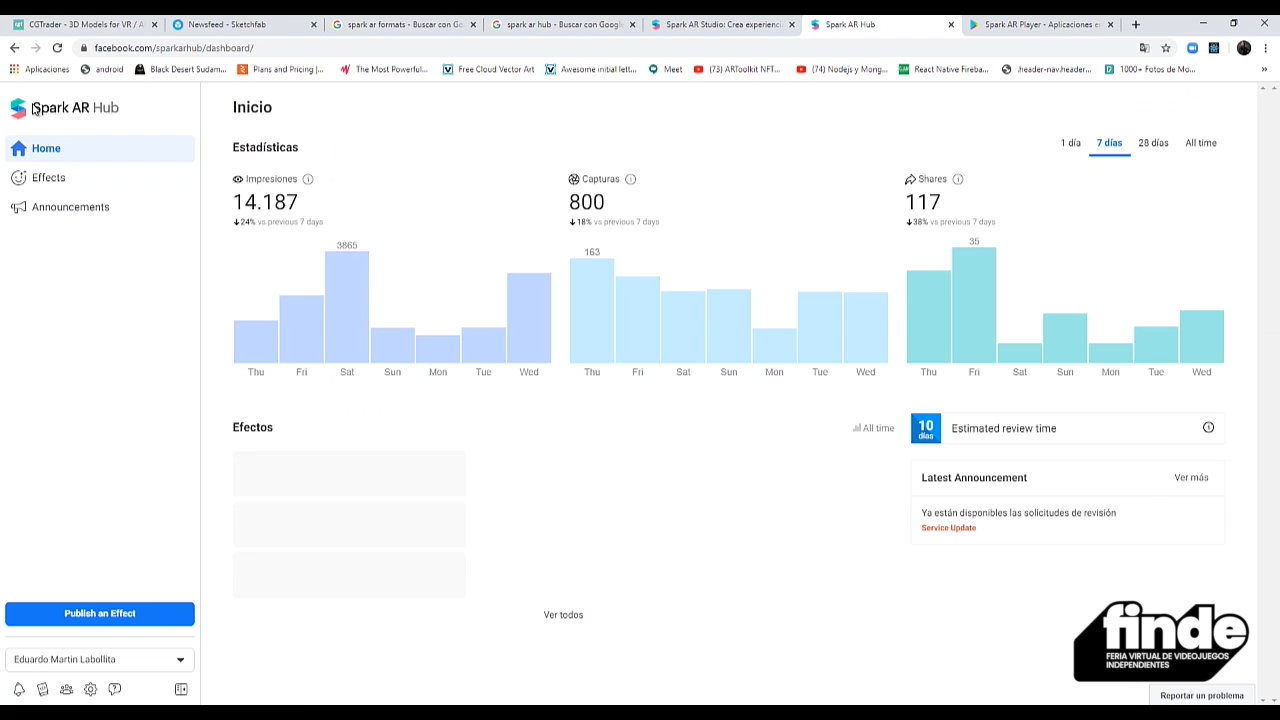 CGTrader - 3D Models for VR / A
Newsfeed - Sketchfab
spark ar formats - Buscar con Go
spark ar hub - Buscar con Google
Spark AR Studio: Crea experienci
Spark AR Hub
Spark AR Player - Aplicaciones e
facebook.com/sparkarhub/dashboard/
Aplicaciones
android
Black Desert Sudam...
Plans and Pricing |...
The Most Powerful...
Free Cloud Vector Art
Awesome initial lett...
Meet
(73) ARToolkit NFT...
(74) Nodejs y Mong...
React Native Fireba...
.header-nav.header...
1000+ Fotos de Mo...
Spark AR Hub
Home
Effects
Announcements
Inicio
Estadísticas
1 día 7 días 28 días All time
Impresiones
14.187
24% vs previous 7 days
3865
Thu Fri Sat Sun Mon Tue Wed
Capturas
800
18% vs previous 7 days
163
Thu Fri Sat Sun Mon Tue Wed
Shares
117
38% vs previous 7 days
35
Thu Fri Sat Sun Mon Tue Wed
Efectos
All time
Ver todos
10
días
Estimated review time
Latest Announcement
Ver más
Ya están disponibles las solicitudes de revisión
Service Update
Publish an Effect
Eduardo Martin Labollita
finde
FERIA VIRTUAL DE VIDEOJUEGOS
INDEPENDIENTES
Reportar un problema